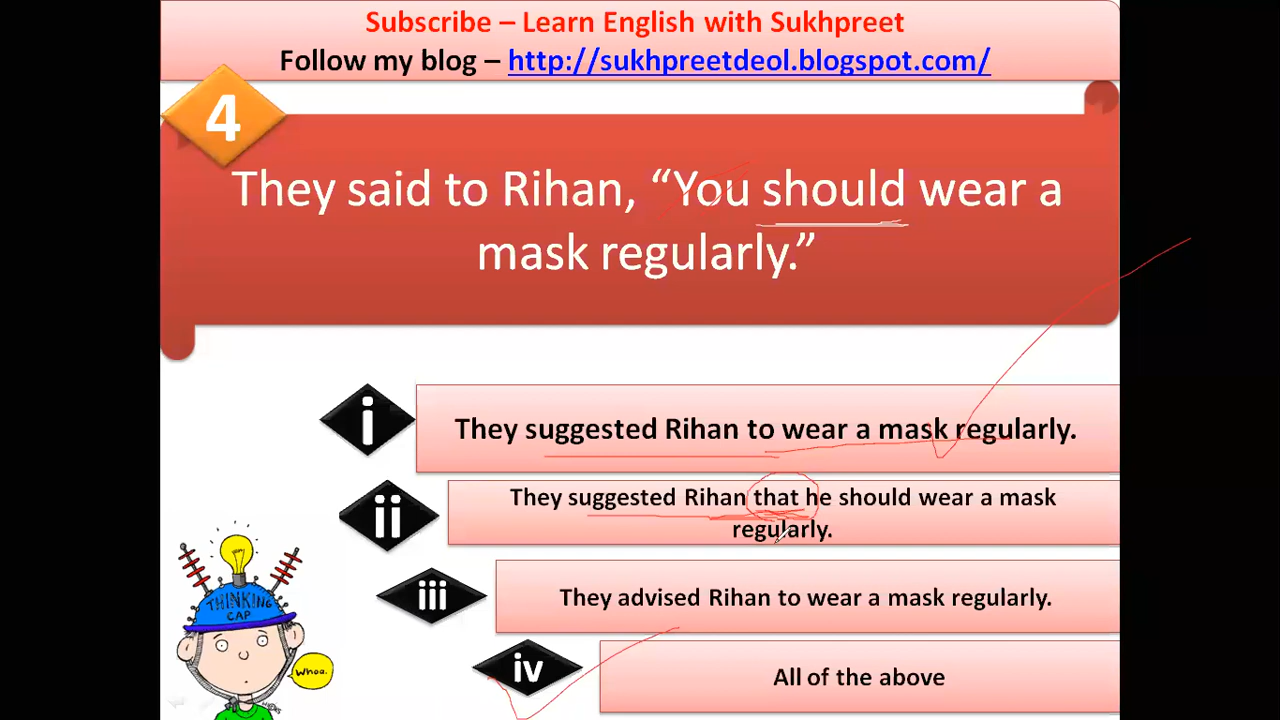 Subscribe – Learn English with Sukhpreet
Follow my blog – http://sukhpreetdeol.blogspot.com/
4
They said to Rihan, “You should wear a
mask regularly.”
i
They suggested Rihan to wear a mask regularly.
ii
They suggested Rihan that he should wear a mask
regularly.
iii
They advised Rihan to wear a mask regularly.
iv
All of the above
THINKING
CAP
Whoa.